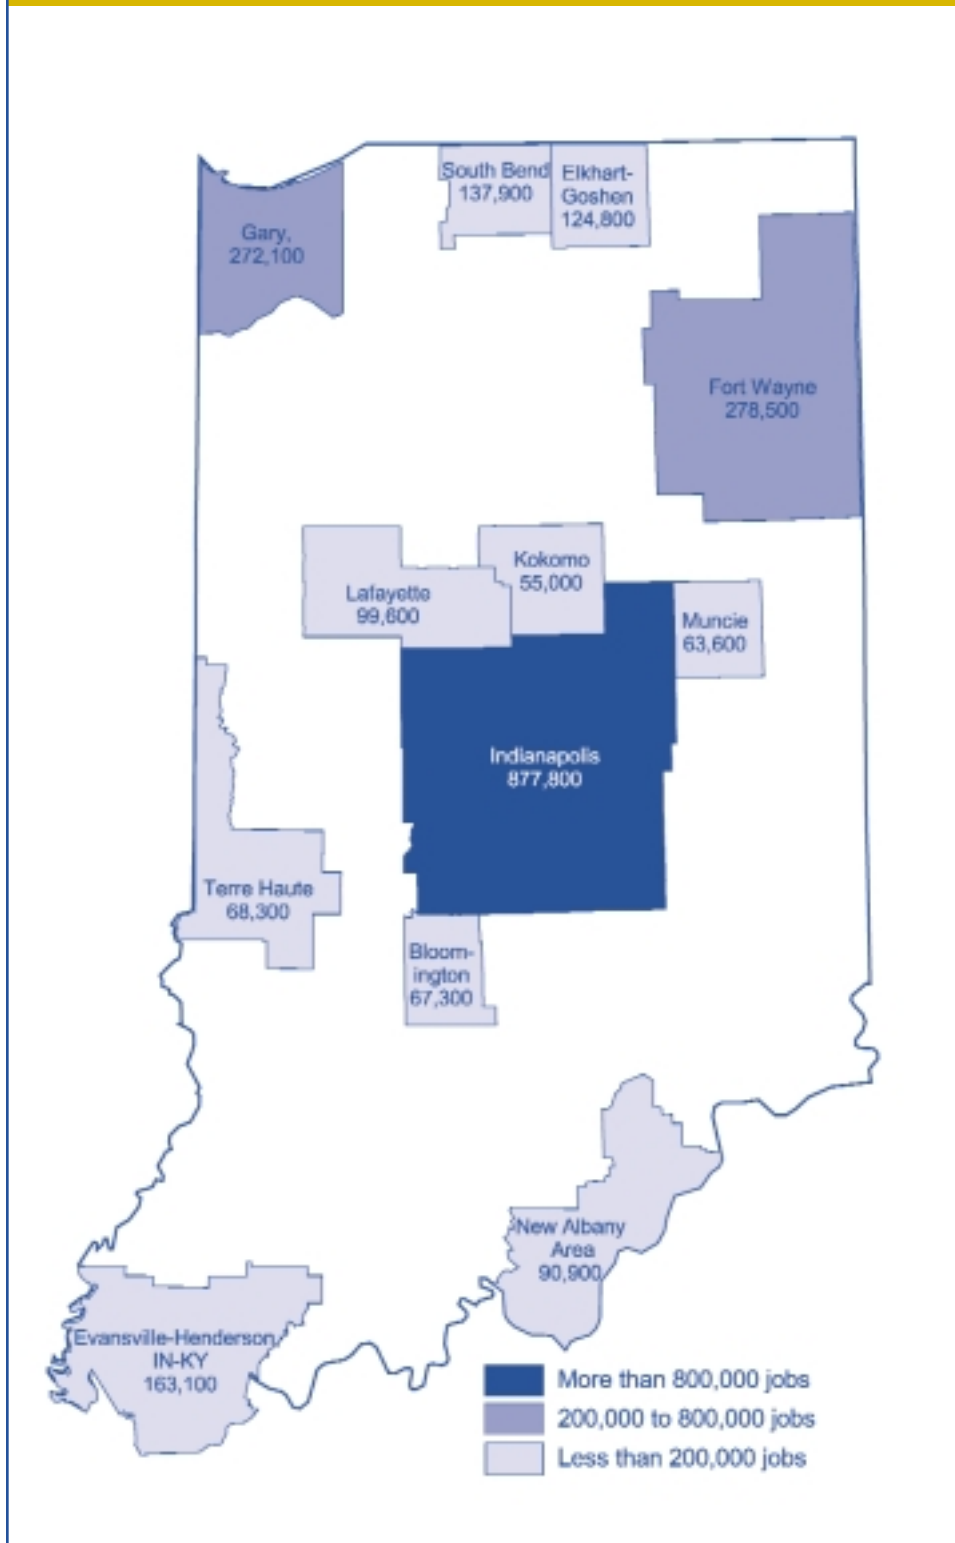 South Bend
137,900
Elkhart-
Goshen
124,800
Gary,
272,100
Fort Wayne
278,500
Kokomo
55,000
Lafayette
99,600
Muncie
63,600
Indianapolis
877,800
Terre Haute
68,300
Bloom-
ington
67,300
New Albany
Area
90,900
Evansville-Henderson
IN-KY
163,100
More than 800,000 jobs
200,000 to 800,000 jobs
Less than 200,000 jobs